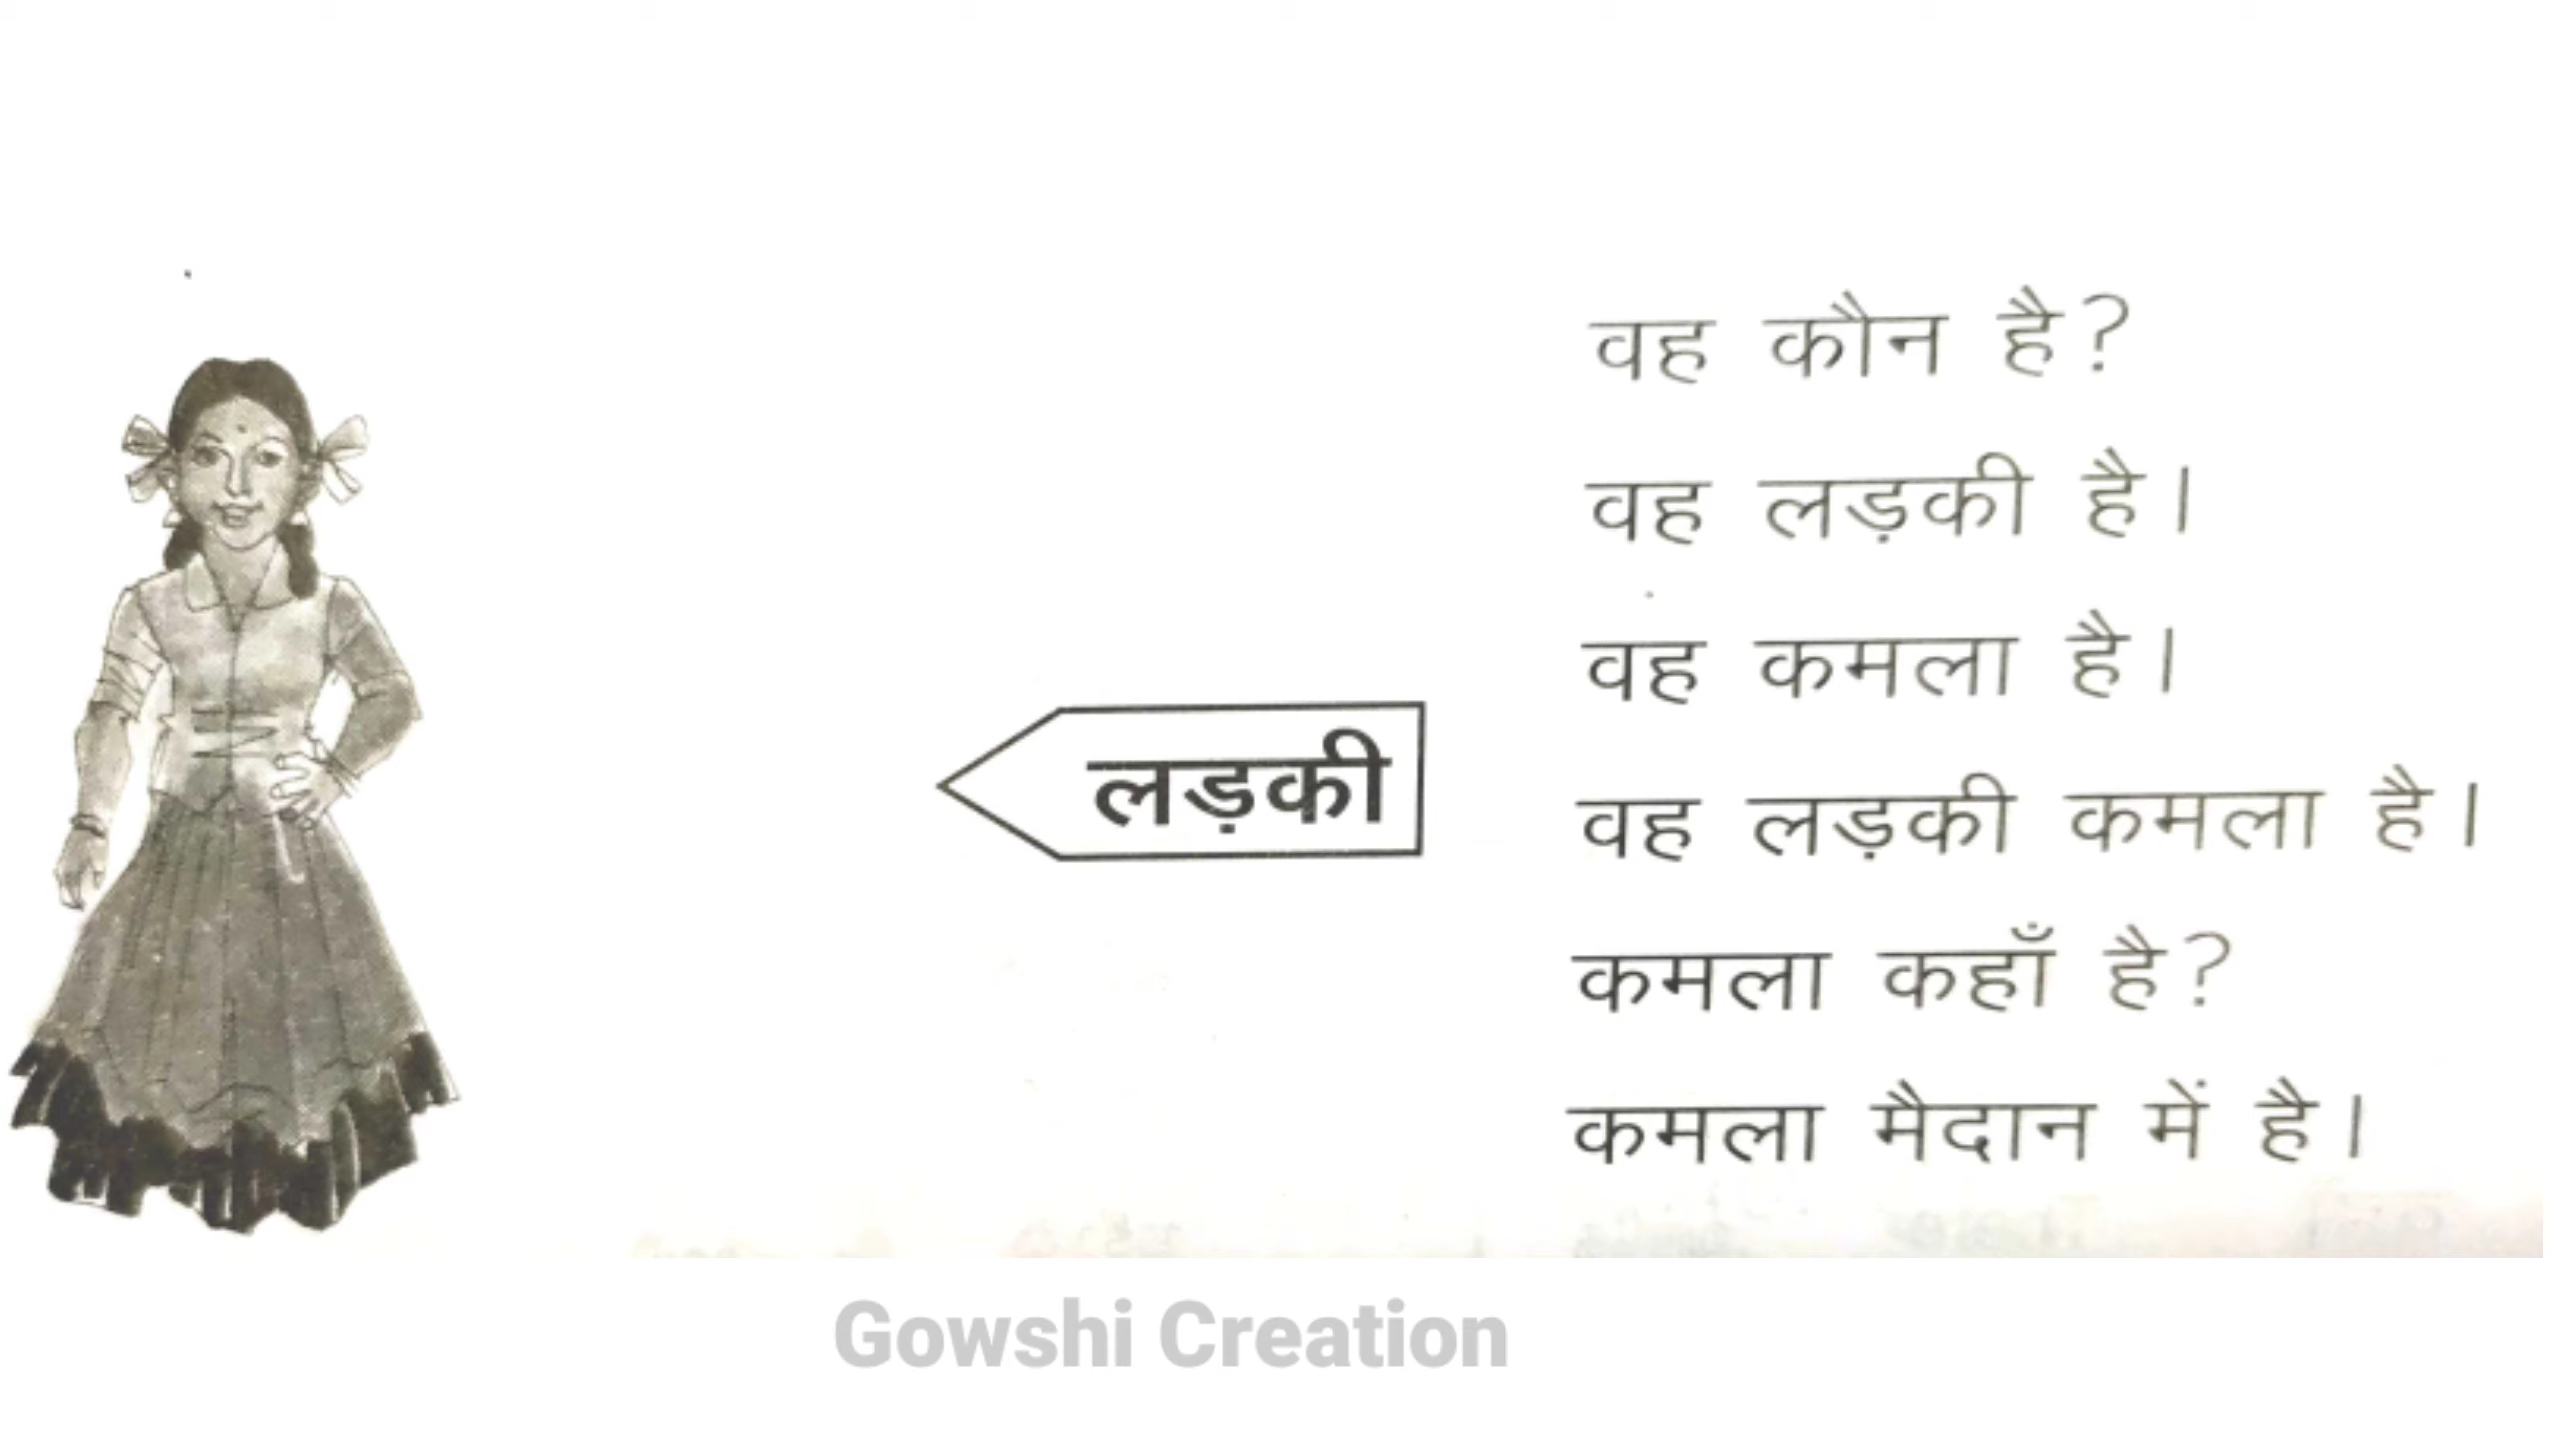 वह कौन है?
वह लड़की है।
वह कमला है।
लड़की
वह लड़की कमला है।
कमला कहाँ है?
कमला मैदान में है।
Gowshi Creation